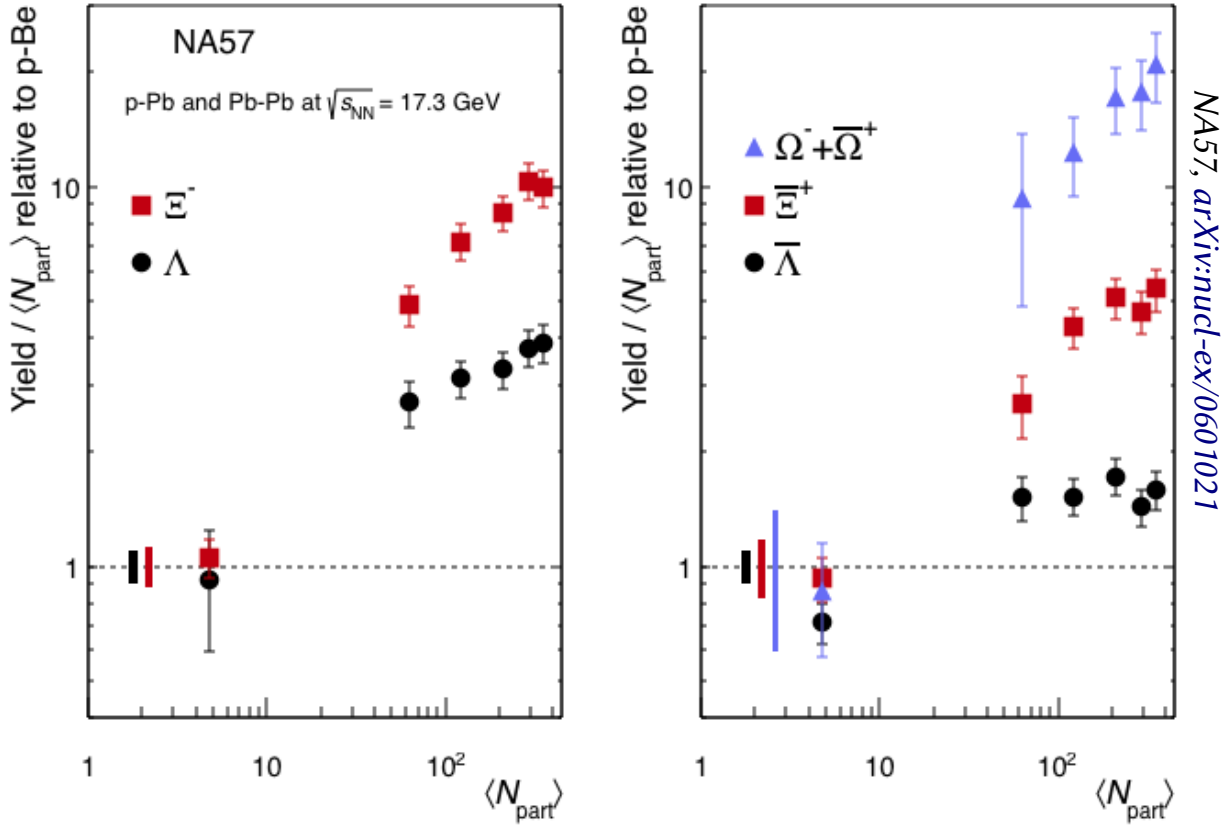 Yield / ⟨N_part⟩ relative to p-Be
NA57
p-Pb and Pb-Pb at √s_NN = 17.3 GeV
Ξ⁻
Λ
10
1
1
10
10²
⟨N_part⟩
Yield / ⟨N_part⟩ relative to p-Be
Ω⁻+Ω̅⁺
Ξ̅⁺
Λ̅
10
1
1
10
10²
⟨N_part⟩
NA57, arXiv:nucl-ex/0601021